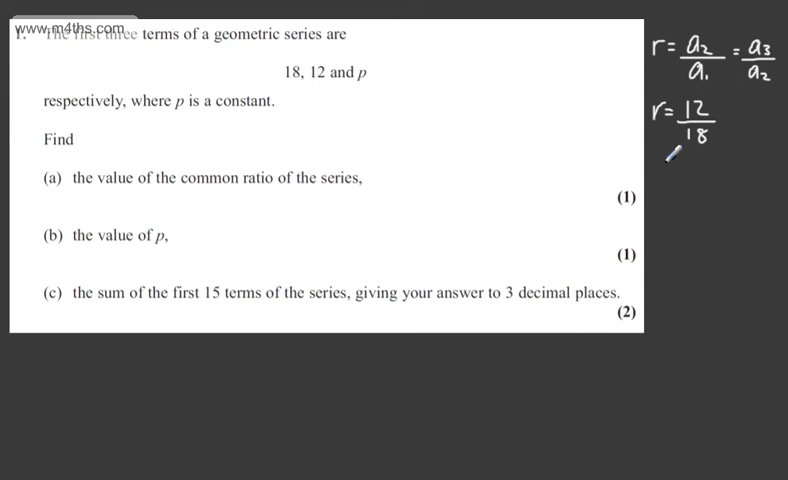 www.m4ths.com
1. The first three terms of a geometric series are
18, 12 and p
respectively, where p is a constant.
Find
(a) the value of the common ratio of the series,
(1)
(b) the value of p,
(1)
(c) the sum of the first 15 terms of the series, giving your answer to 3 decimal places.
(2)
r = a₂/a₁ = a₃/a₂
r = 12/18